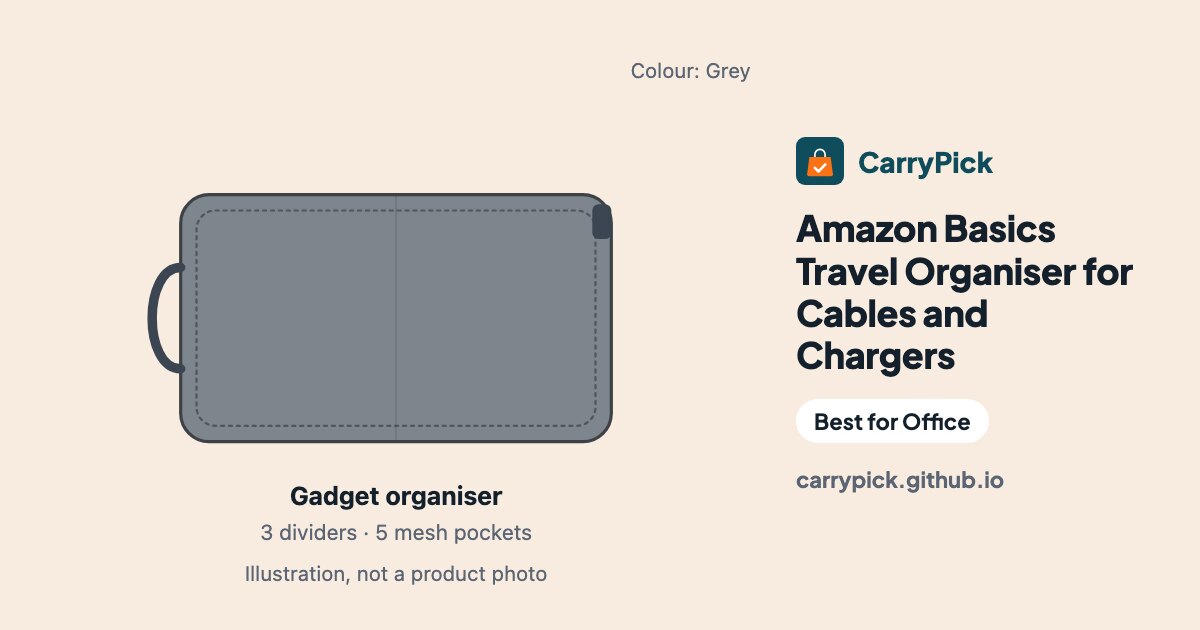 Colour: Grey
CarryPick
Amazon Basics
Travel Organiser for
Cables and
Chargers
Best for Office
carrypick.github.io
Gadget organiser
3 dividers · 5 mesh pockets
Illustration, not a product photo